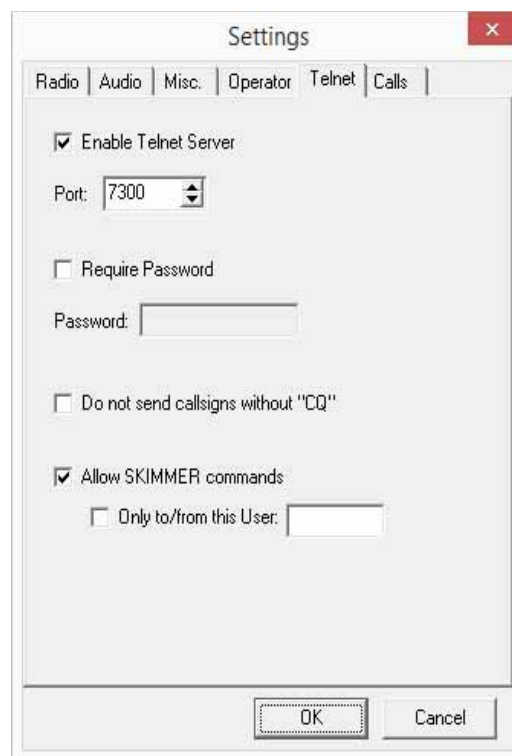 Settings
Radio Audio Misc. Operator Telnet Calls
Enable Telnet Server
Port: 7300
Require Password
Password:
Do not send callsigns without "CQ"
Allow SKIMMER commands
Only to/from this User:
OK Cancel